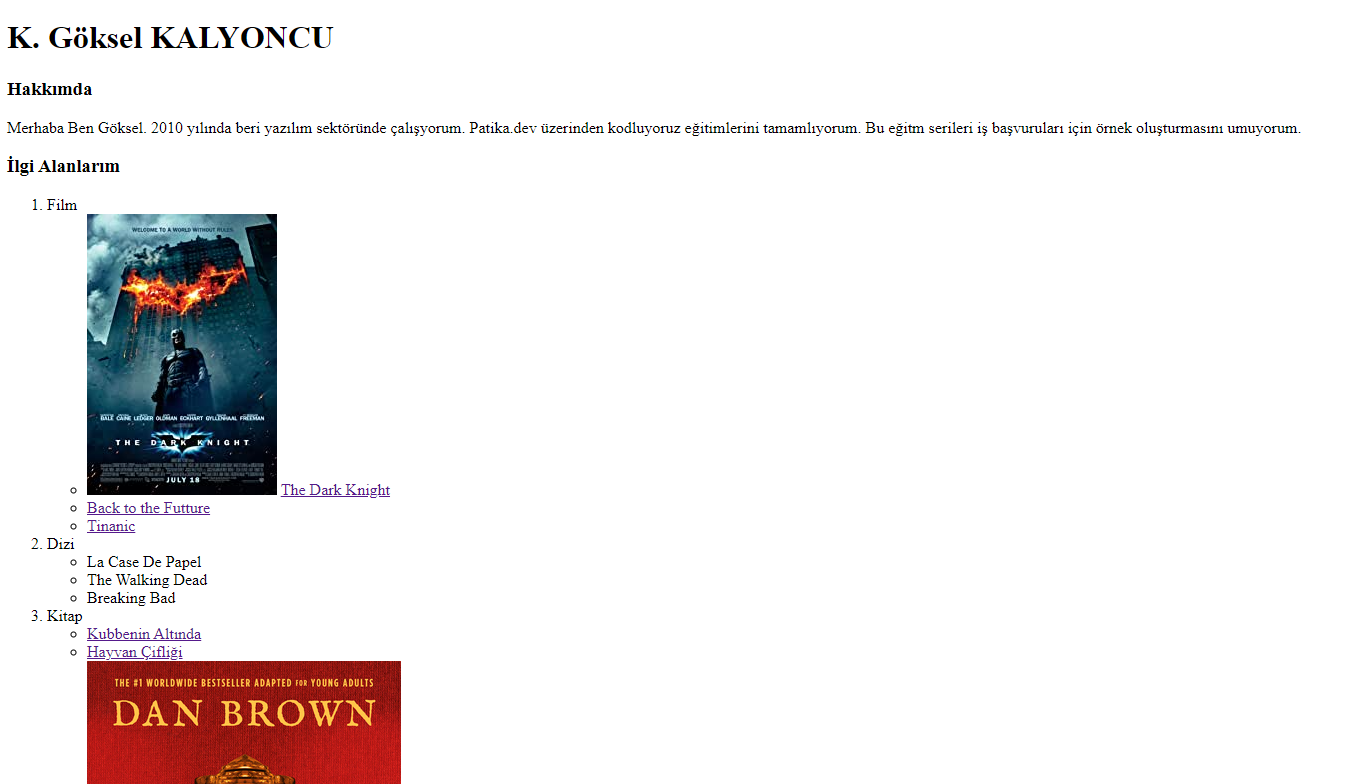 K. Göksel KALYONCU
Hakkımda
Merhaba Ben Göksel. 2010 yılında beri yazılım sektöründe çalışyorum. Patika.dev üzerinden kodluyoruz eğitimlerini tamamlıyorum. Bu eğitm serileri iş başvuruları için örnek oluşturmasını umuyorum.
İlgi Alanlarım
1. Film
WELCOME TO A WORLD WITHOUT RULES.
BALE CAINE LEDGER OLDMAN ECKHART GYLLENHAAL FREEMAN
THE DARK KNIGHT
JULY 18
The Dark Knight
Back to the Futture
Tinanic
2. Dizi
La Case De Papel
The Walking Dead
Breaking Bad
3. Kitap
Kubbenin Altında
Hayvan Çifliği
THE #1 WORLDWIDE BESTSELLER ADAPTED FOR YOUNG ADULTS
DAN BROWN